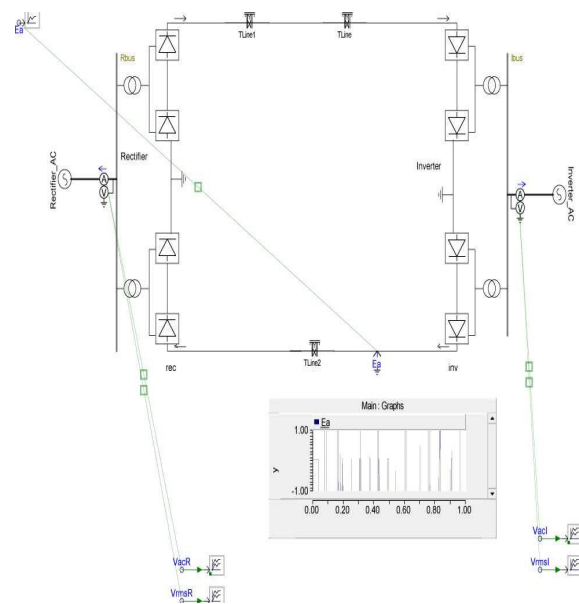 Ea
TLine1
TLine
Rbus
Ibus
Rectifier
Inverter
Rectifier_AC
A
V
A
V
Inverter_AC
TLine2
Ea
rec
inv
Main : Graphs
Ea
y
1.00
-1.00
0.00 0.20 0.40 0.60 0.80 1.00
VacR
VrmsR
VacI
VrmsI